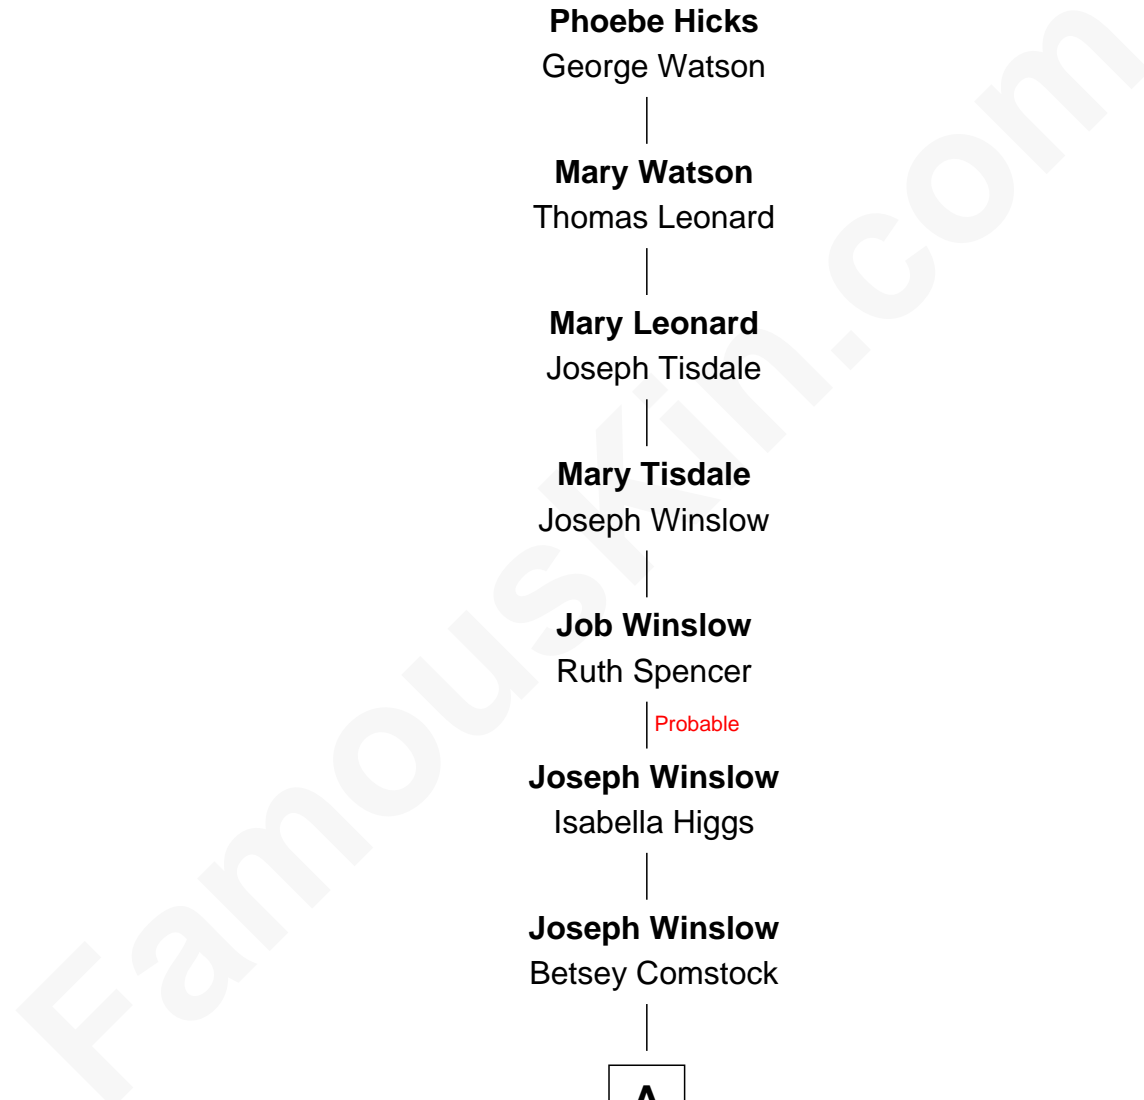 Phoebe Hicks
George Watson
Mary Watson
Thomas Leonard
Mary Leonard
Joseph Tisdale
Mary Tisdale
Joseph Winslow
Job Winslow
Ruth Spencer
Probable
Joseph Winslow
Isabella Higgs
Joseph Winslow
Betsey Comstock
A
FamousKin.com